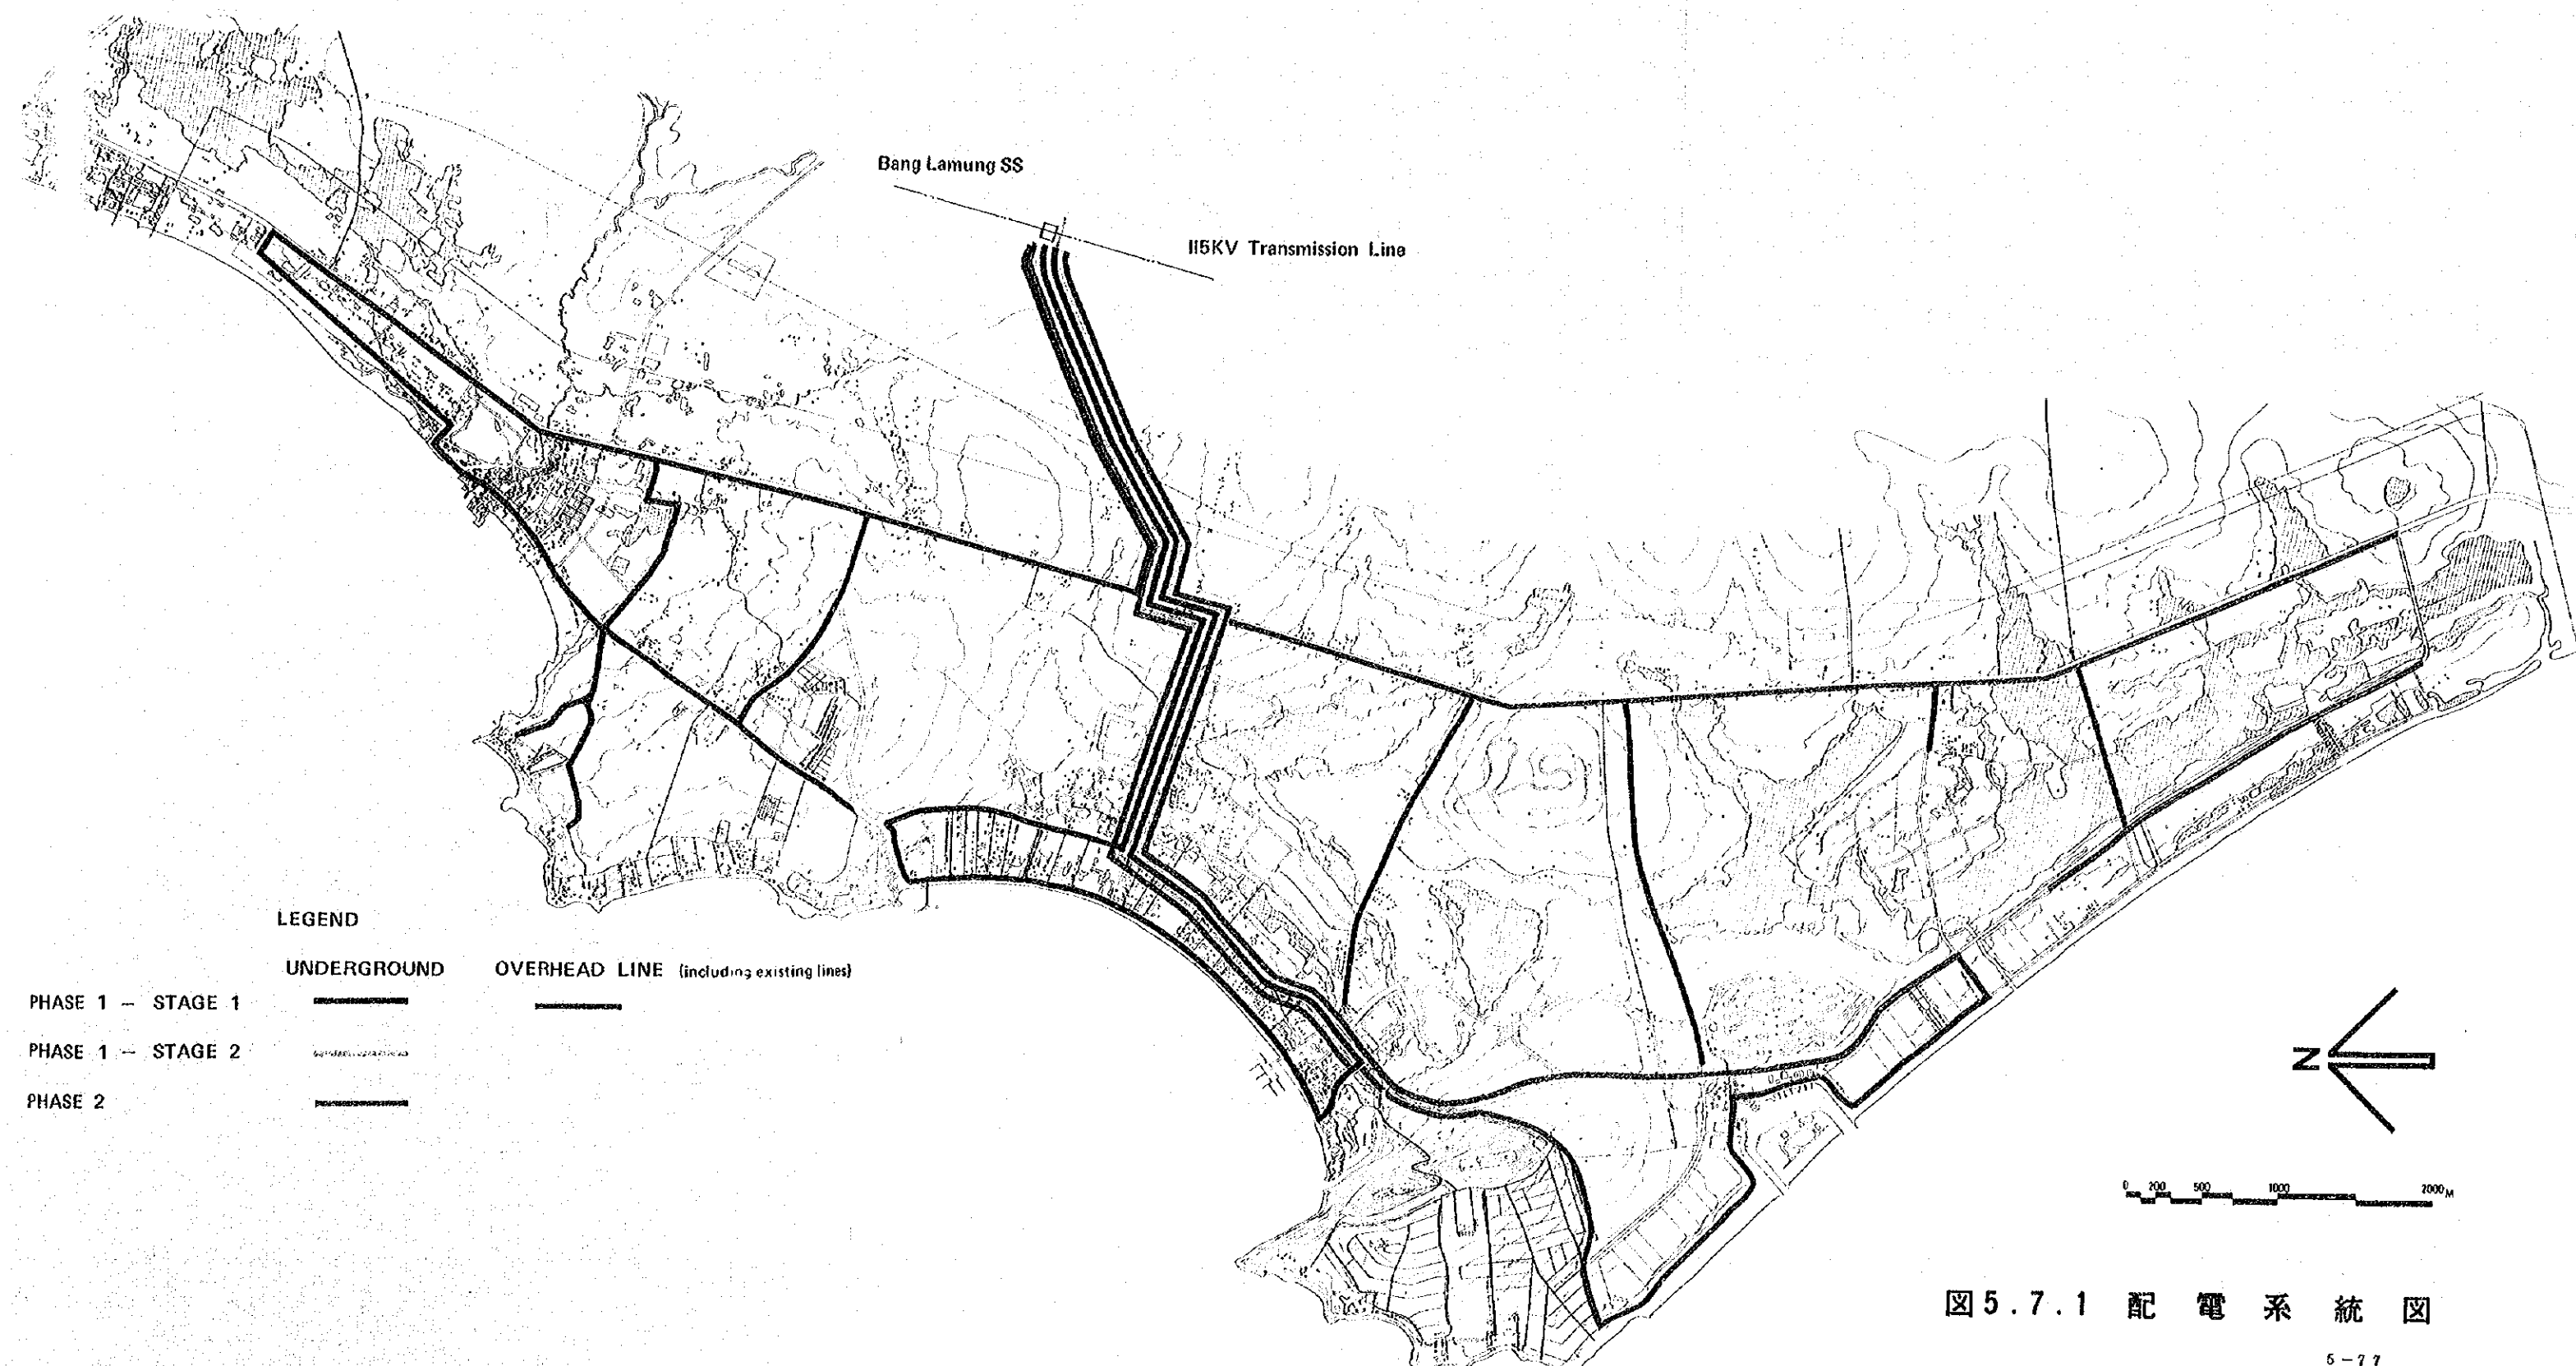 Bang Lamung SS
115KV Transmission Line
LEGEND
UNDERGROUND OVERHEAD LINE (including existing lines)
PHASE 1 - STAGE 1
PHASE 1 - STAGE 2
PHASE 2
N
0 200 500 1000 2000M
図5.7.1 配電系統図
5-77